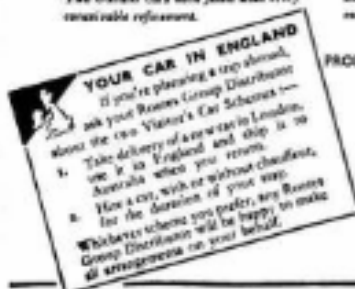 conceivable refinement.
PROD
YOUR CAR IN ENGLAND
If you're planning a trip abroad,
ask your Rootes Group Distributor
about the two Visitor's Car Schemes :—
1. Take delivery of a new car in London,
use it in England and ship it to
Australia when you return.
2. Hire a car, with or without chauffeur,
for the duration of your stay.
Whichever scheme you prefer, any Rootes
Group Distributor will be happy to make
all arrangements on your behalf.